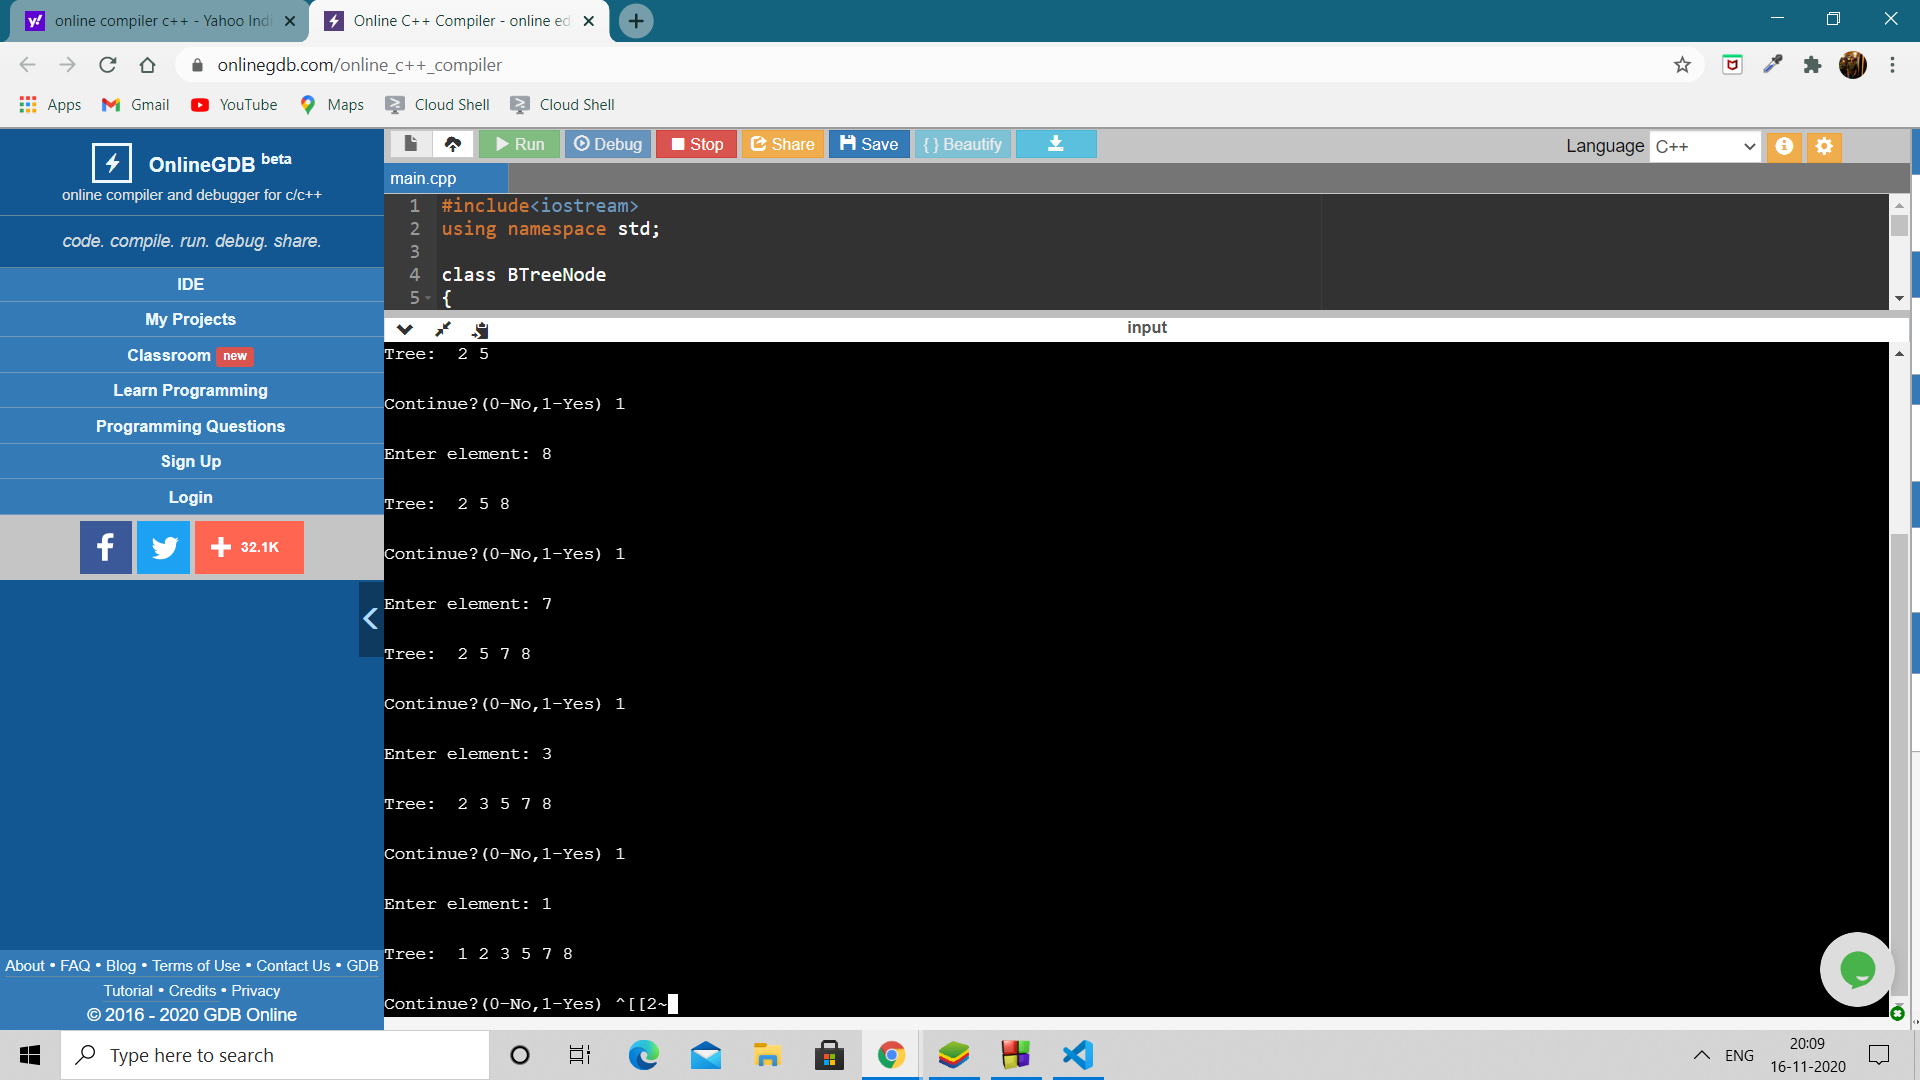 online compiler c++ - Yahoo Indi
Online C++ Compiler - online ed
onlinegdb.com/online_c++_compiler
Apps Gmail YouTube Maps Cloud Shell Cloud Shell
OnlineGDB beta
online compiler and debugger for c/c++
code. compile. run. debug. share.
IDE
My Projects
Classroom new
Learn Programming
Programming Questions
Sign Up
Login
32.1K
About • FAQ • Blog • Terms of Use • Contact Us • GDB
Tutorial • Credits • Privacy
© 2016 - 2020 GDB Online
Run Debug Stop Share Save { } Beautify
Language C++
main.cpp
1 #include<iostream>
2 using namespace std;
3
4 class BTreeNode
5 {
input
Tree:  2 5
Continue?(0-No,1-Yes) 1
Enter element: 8
Tree:  2 5 8
Continue?(0-No,1-Yes) 1
Enter element: 7
Tree:  2 5 7 8
Continue?(0-No,1-Yes) 1
Enter element: 3
Tree:  2 3 5 7 8
Continue?(0-No,1-Yes) 1
Enter element: 1
Tree:  1 2 3 5 7 8
Continue?(0-No,1-Yes) ^[[2~
Type here to search
ENG
20:09
16-11-2020